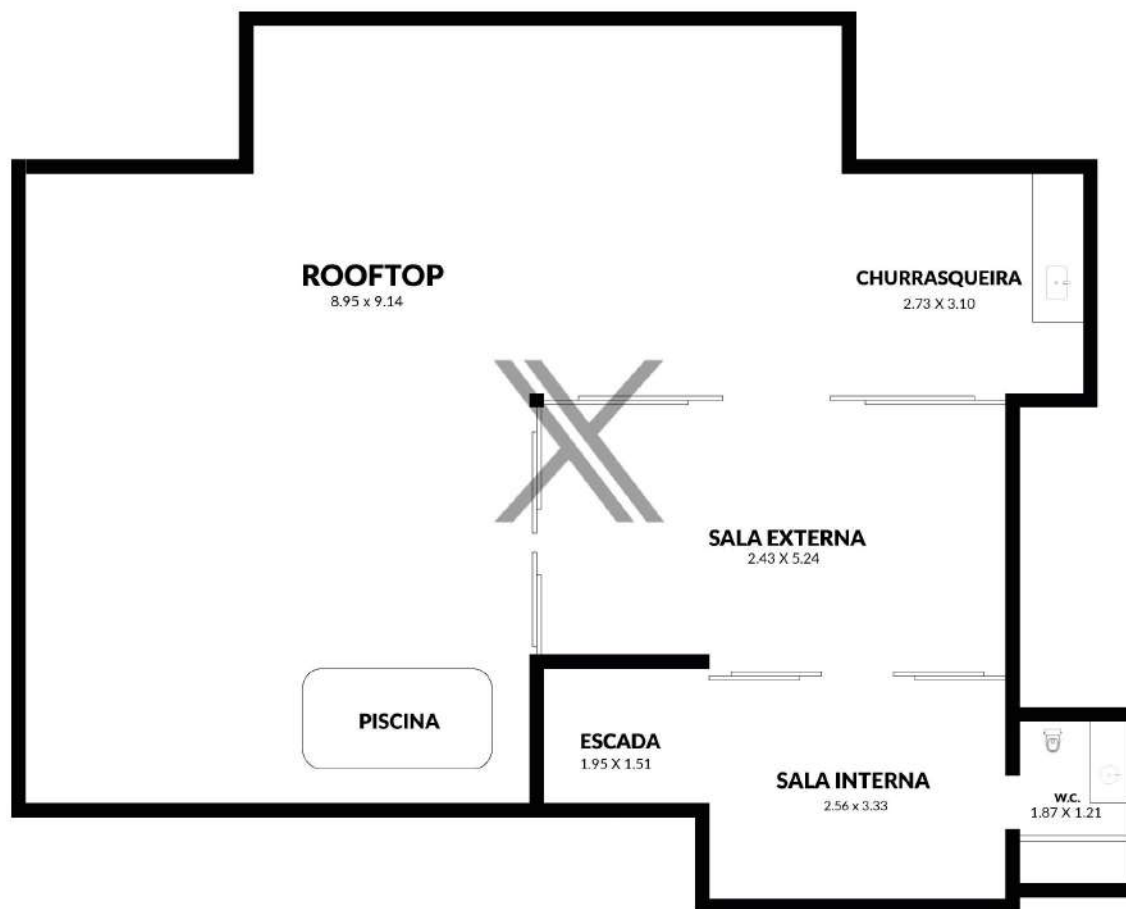 ROOFTOP
8.95 x 9.14
CHURRASQUEIRA
2.73 X 3.10
SALA EXTERNA
2.43 X 5.24
PISCINA
ESCADA
1.95 X 1.51
SALA INTERNA
2.56 x 3.33
W.C.
1.87 X 1.21